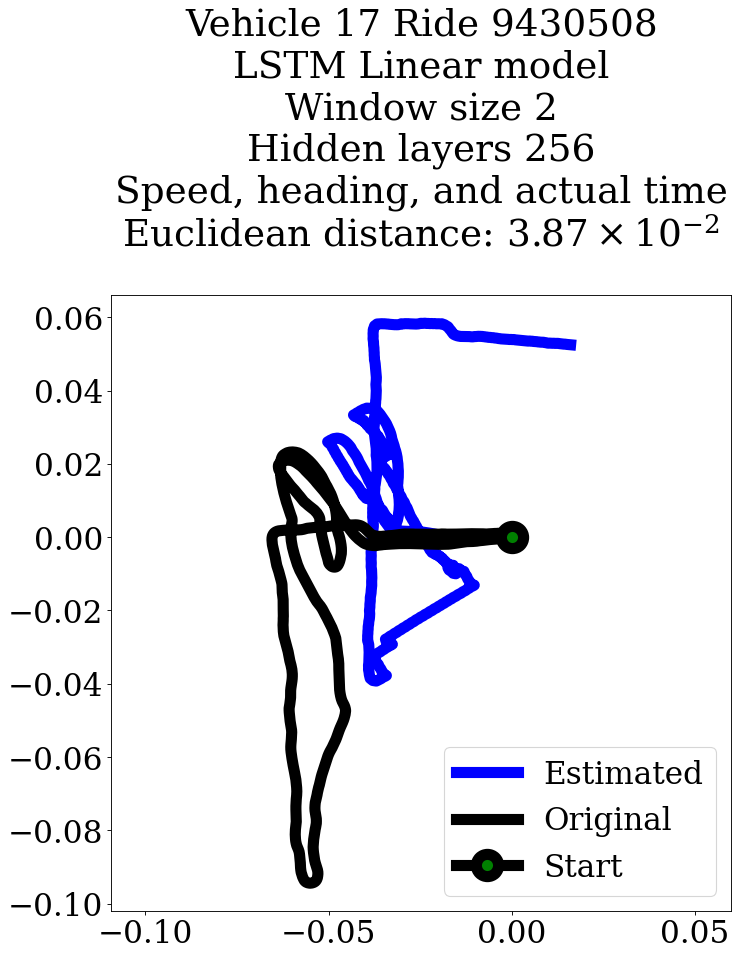 Vehicle 17 Ride 9430508
LSTM Linear model
Window size 2
Hidden layers 256
Speed, heading, and actual time
Euclidean distance: 3.87 × 10⁻²
0.06
0.04
0.02
0.00
−0.02
−0.04
−0.06
−0.08
−0.10
Estimated
Original
Start
−0.10 −0.05 0.00 0.05